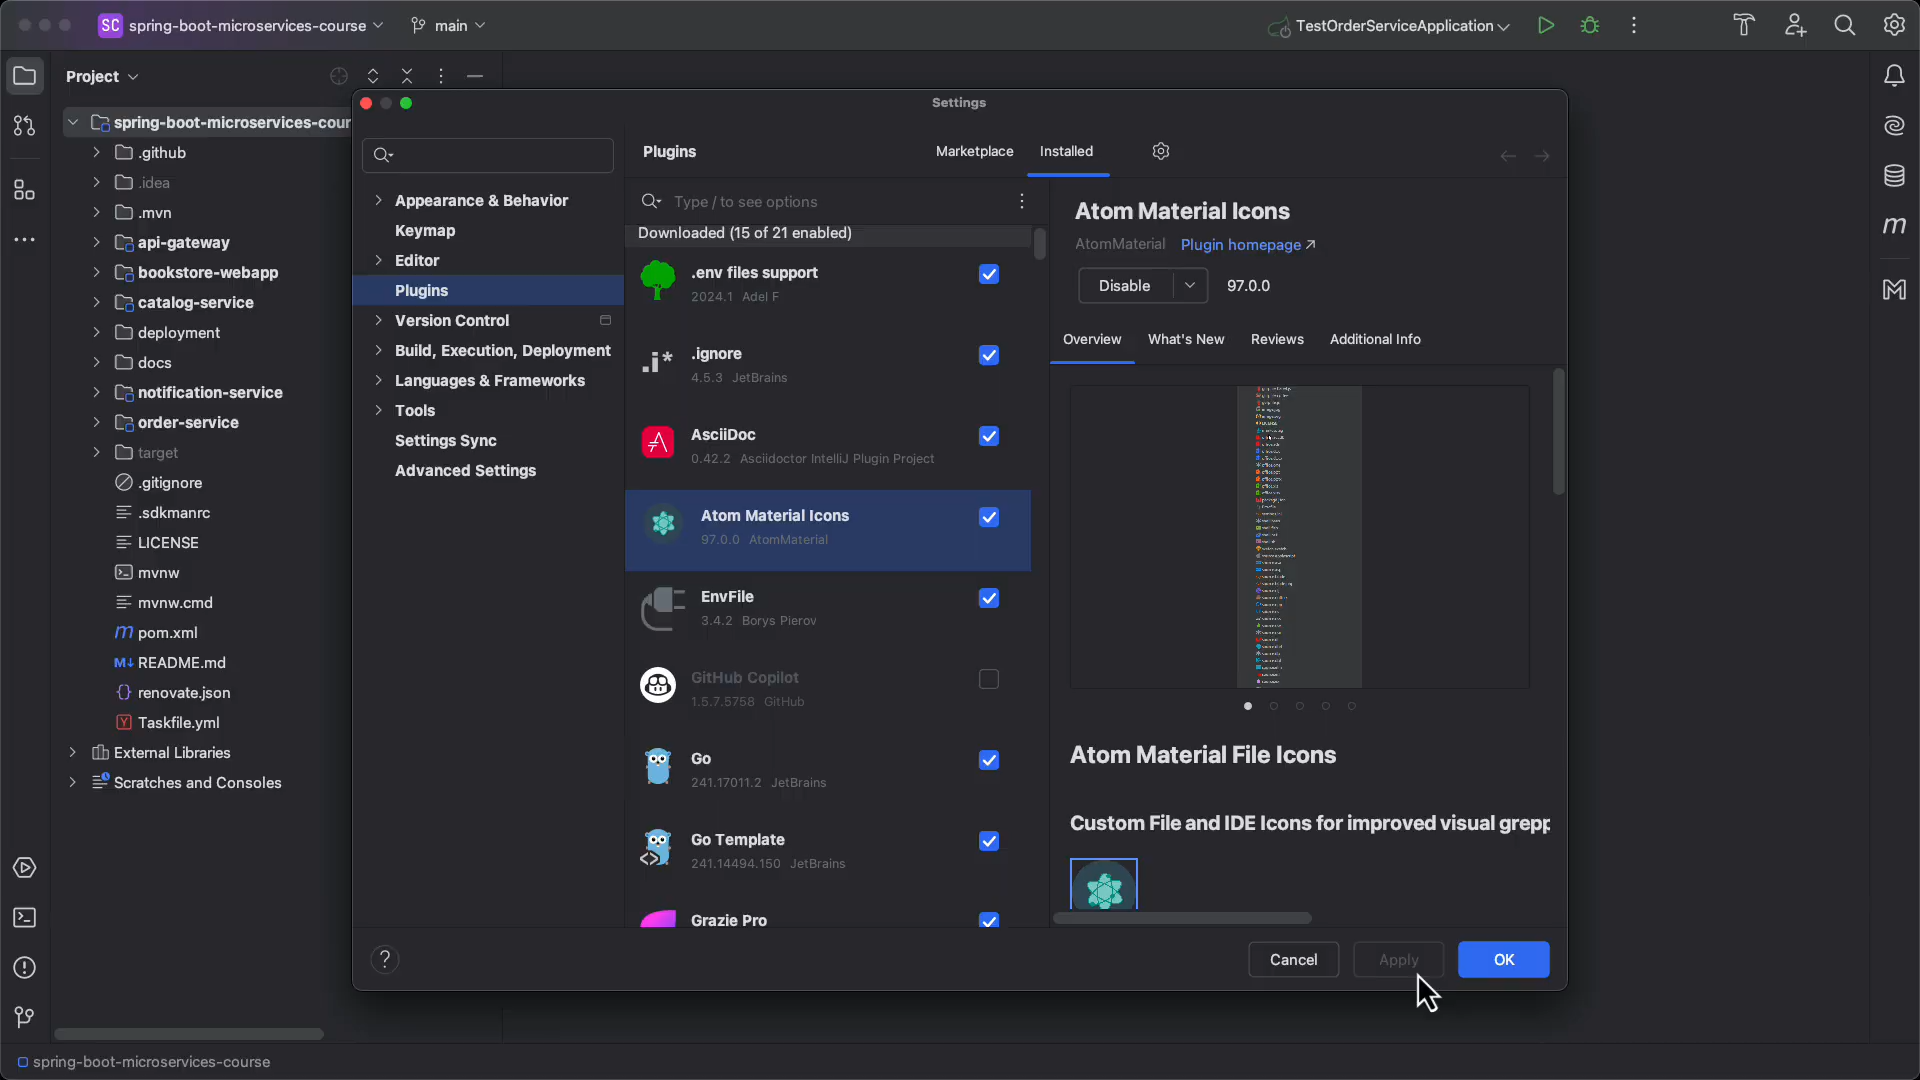 SC spring-boot-microservices-course
main
TestOrderServiceApplication
Project
spring-boot-microservices-cour
.github
.idea
.mvn
api-gateway
bookstore-webapp
catalog-service
deployment
docs
notification-service
order-service
target
.gitignore
.sdkmanrc
LICENSE
mvnw
mvnw.cmd
m pom.xml
M↓ README.md
{} renovate.json
Y Taskfile.yml
External Libraries
Scratches and Consoles
spring-boot-microservices-course
Settings
Appearance & Behavior
Keymap
Editor
Plugins
Version Control
Build, Execution, Deployment
Languages & Frameworks
Tools
Settings Sync
Advanced Settings
?
Plugins
Marketplace
Installed
Type / to see options
Downloaded (15 of 21 enabled)
.env files support
2024.1 Adel F
.i*
.ignore
4.5.3 JetBrains
AsciiDoc
0.42.2 Asciidoctor IntelliJ Plugin Project
Atom Material Icons
97.0.0 AtomMaterial
EnvFile
3.4.2 Borys Pierov
GitHub Copilot
1.5.7.5758 GitHub
Go
241.17011.2 JetBrains
Go Template
241.14494.150 JetBrains
Grazie Pro
Atom Material Icons
AtomMaterial Plugin homepage ↗
Disable
97.0.0
Overview
What's New
Reviews
Additional Info
Atom Material File Icons
Custom File and IDE Icons for improved visual grepp
Cancel
Apply
OK
m